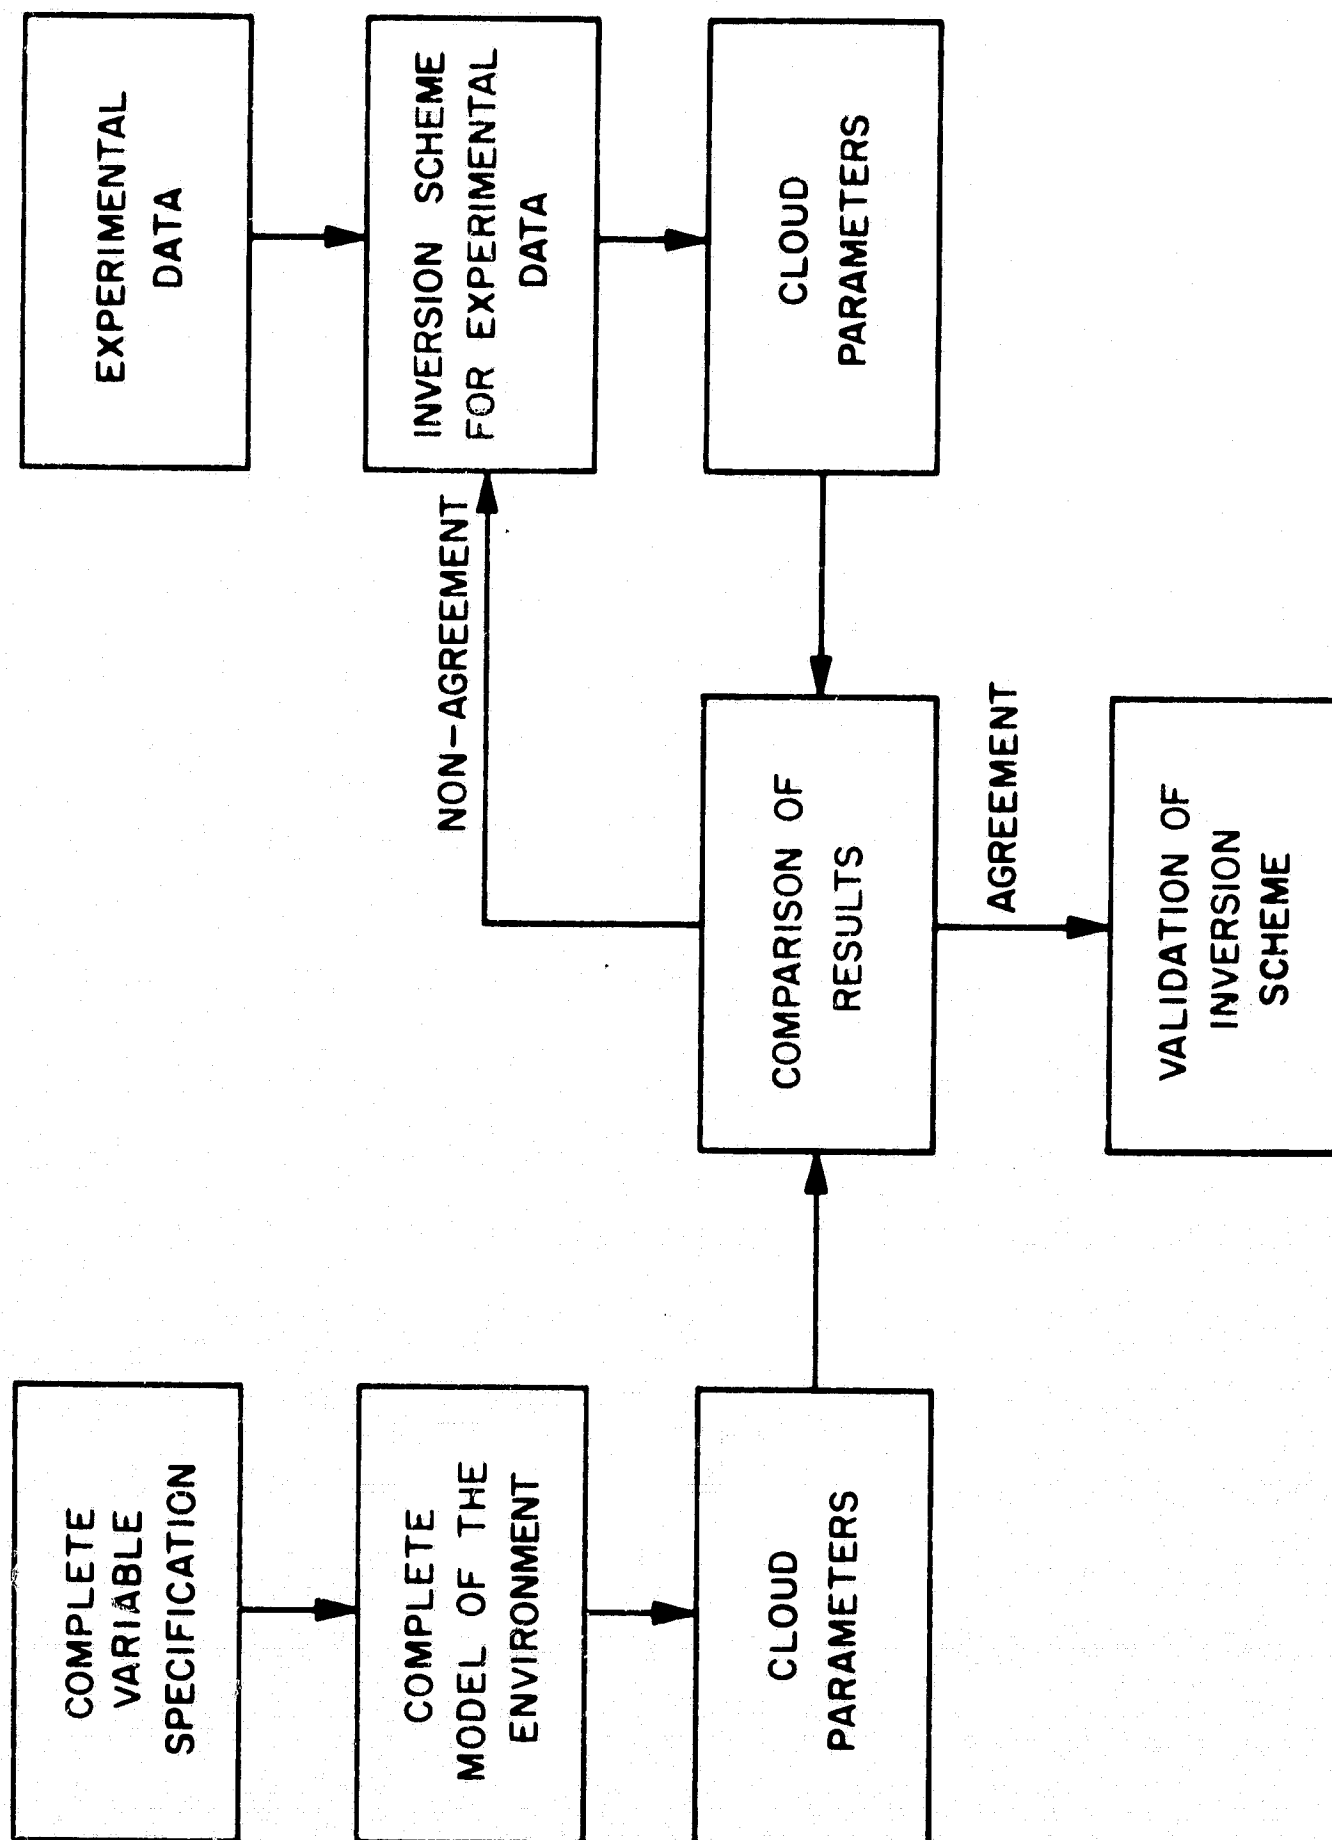 COMPLETE
VARIABLE
SPECIFICATION
COMPLETE
MODEL OF THE
ENVIRONMENT
CLOUD
PARAMETERS
EXPERIMENTAL
DATA
INVERSION SCHEME
FOR EXPERIMENTAL
DATA
CLOUD
PARAMETERS
NON-AGREEMENT
COMPARISON OF
RESULTS
AGREEMENT
VALIDATION OF
INVERSION
SCHEME